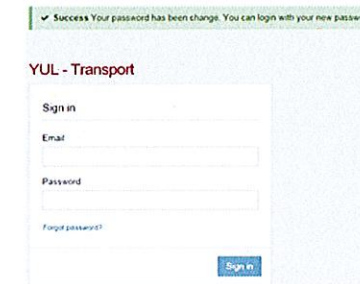 ✔ Success Your password has been change. You can login with your new
YUL - Transport
Sign in
Email
Password
Forgot password?
Sign in